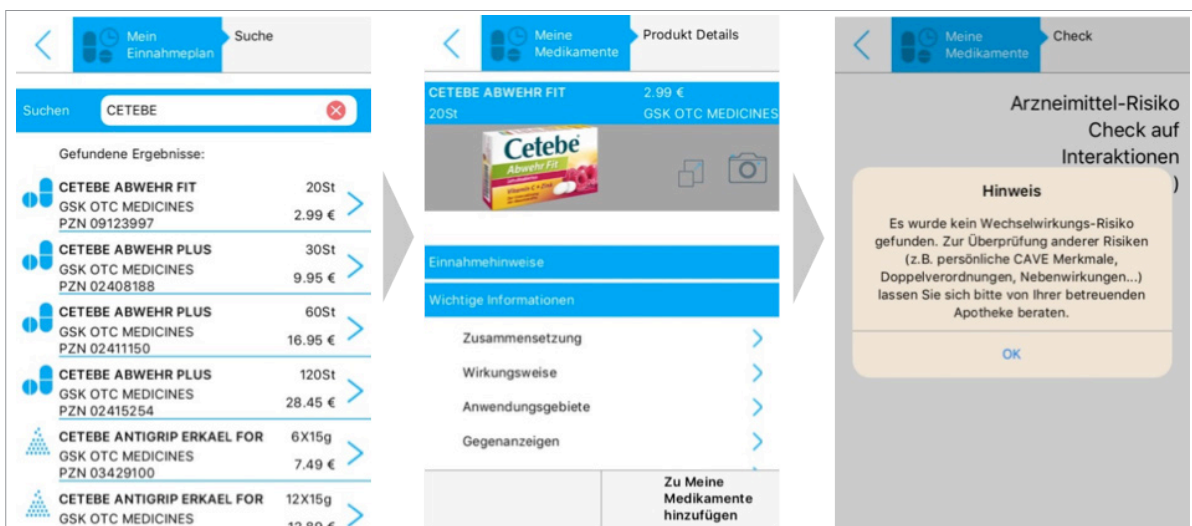 Mein
Einnahmeplan
Suche
Suchen
CETEBE
Gefundene Ergebnisse:
CETEBE ABWEHR FIT 20St
GSK OTC MEDICINES
PZN 09123997 2.99 €
CETEBE ABWEHR PLUS 30St
GSK OTC MEDICINES
PZN 02408188 9.95 €
CETEBE ABWEHR PLUS 60St
GSK OTC MEDICINES
PZN 02411150 16.95 €
CETEBE ABWEHR PLUS 120St
GSK OTC MEDICINES
PZN 02415254 28.45 €
CETEBE ANTIGRIP ERKAEL FOR 6X15g
GSK OTC MEDICINES
PZN 03429100 7.49 €
CETEBE ANTIGRIP ERKAEL FOR 12X15g
GSK OTC MEDICINES
Meine
Medikamente
Produkt Details
CETEBE ABWEHR FIT 2.99 €
20St GSK OTC MEDICINES
Cetebe
Abwehr Fit
Vitamin C + Zink
Einnahmehinweise
Wichtige Informationen
Zusammensetzung
Wirkungsweise
Anwendungsgebiete
Gegenanzeigen
Zu Meine
Medikamente
hinzufügen
Meine
Medikamente
Check
Arzneimittel-Risiko
Check auf
Interaktionen
)
Hinweis
Es wurde kein Wechselwirkungs-Risiko
gefunden. Zur Überprüfung anderer Risiken
(z.B. persönliche CAVE Merkmale,
Doppelverordnungen, Nebenwirkungen...)
lassen Sie sich bitte von Ihrer betreuenden
Apotheke beraten.
OK